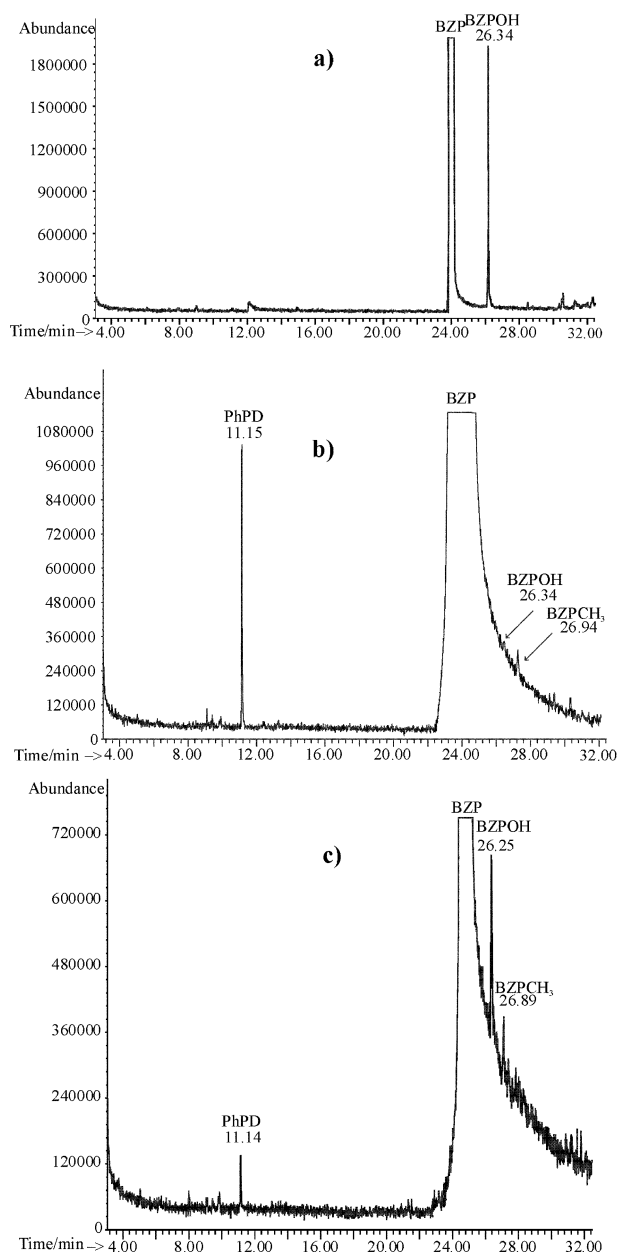 Abundance
BZP
BZPOH
26.34
a)
1800000
1500000
1200000
900000
600000
300000
0
Time/min-->
4.00 8.00 12.00 16.00 20.00 24.00 28.00 32.00
Abundance
BZP
PhPD
11.15
b)
1080000
960000
840000
720000
600000
480000
360000
240000
120000
0
BZPOH
26.34
BZPCH₃
26.94
Time/min -->
4.00 8.00 12.00 16.00 20.00 24.00 28.00 32.00
Abundance
BZP
BZPOH
26.25
c)
720000
600000
480000
360000
240000
120000
0
BZPCH₃
26.89
PhPD
11.14
Time/min -->
4.00 8.00 12.00 16.00 20.00 24.00 28.00 32.00